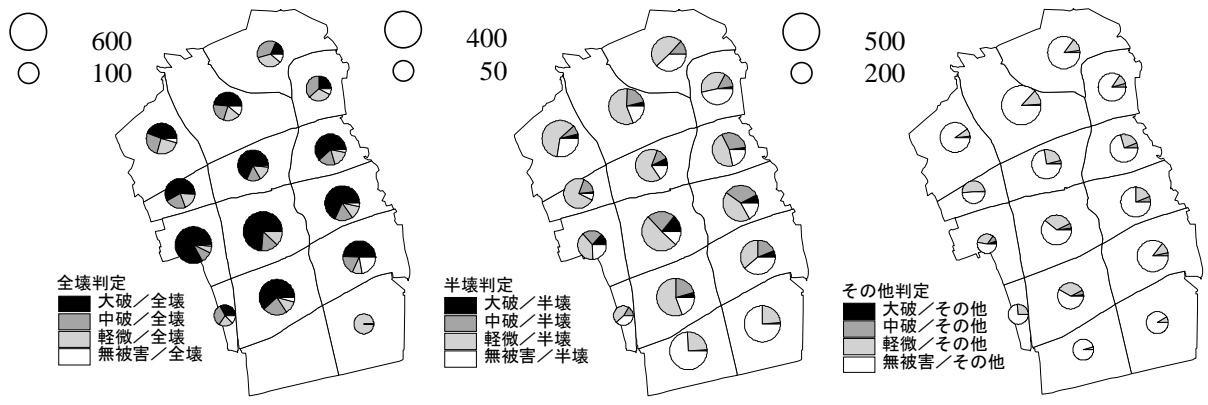 600
100
全壊判定
大破／全壊
中破／全壊
軽微／全壊
無被害／全壊
400
50
半壊判定
大破／半壊
中破／半壊
軽微／半壊
無被害／半壊
500
200
その他判定
大破／その他
中破／その他
軽微／その他
無被害／その他